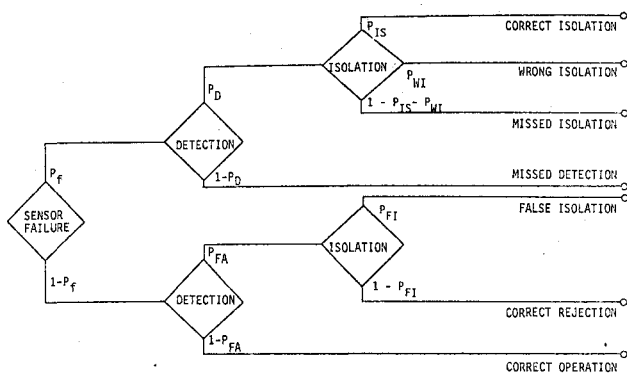 P_IS
CORRECT ISOLATION
ISOLATION
P_WI
WRONG ISOLATION
P_D
1 - P_IS - P_WI
MISSED ISOLATION
DETECTION
P_f
1-P_D
MISSED DETECTION
SENSOR
FAILURE
P_FI
FALSE ISOLATION
P_FA
ISOLATION
1-P_f
1 - P_FI
DETECTION
CORRECT REJECTION
1-P_FA
CORRECT OPERATION